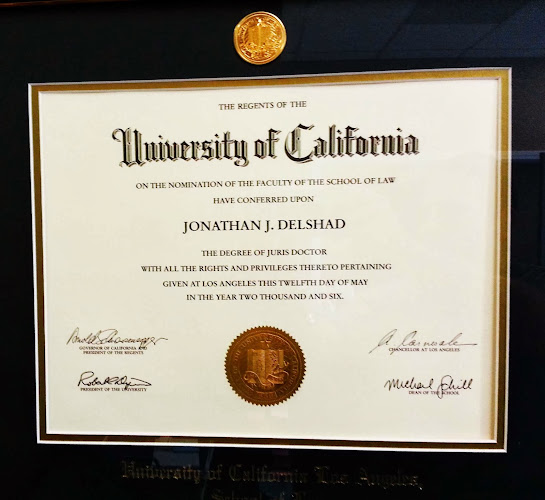 THE REGENTS OF THE
University of California
ON THE NOMINATION OF THE FACULTY OF THE SCHOOL OF LAW
HAVE CONFERRED UPON
JONATHAN J. DELSHAD
THE DEGREE OF JURIS DOCTOR
WITH ALL THE RIGHTS AND PRIVILEGES THERETO PERTAINING
GIVEN AT LOS ANGELES THIS TWELFTH DAY OF MAY
IN THE YEAR TWO THOUSAND AND SIX.
GOVERNOR OF CALIFORNIA AND
PRESIDENT OF THE REGENTS
CHANCELLOR AT LOS ANGELES
PRESIDENT OF THE UNIVERSITY
DEAN OF THE SCHOOL
University of California Los Angeles